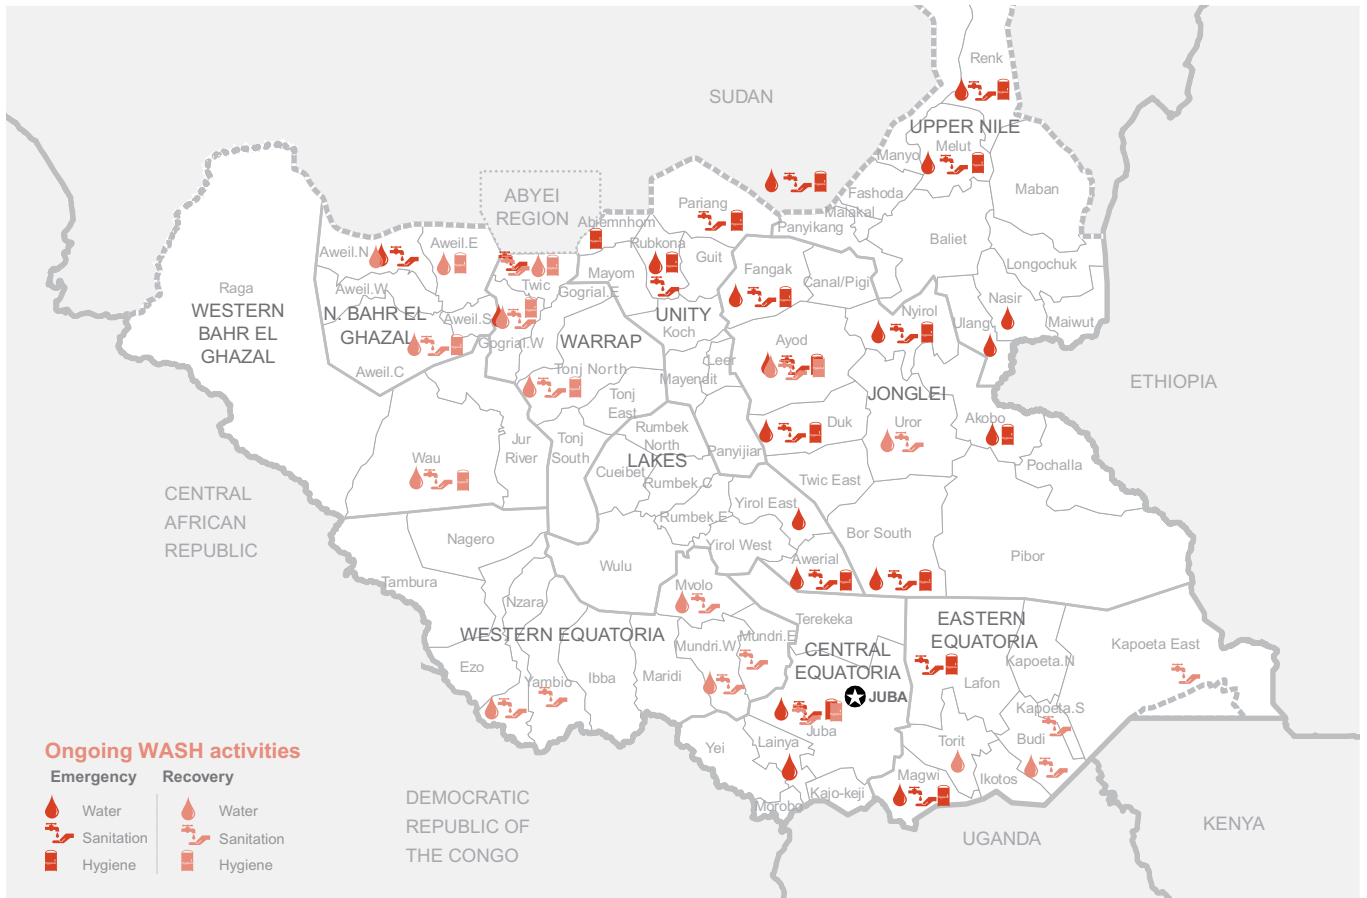 Renk
SUDAN
UPPER NILE
Melut
Manyo
Maban
ABYEI
REGION
Fashoda
Pariang
Malakal
Abiemnhom
Panyikang
Aweil.N
Aweil.E
Rubkona
Baliet
Guit
Longochuk
Mayom
Fangak
Canal/Pigi
Raga
Aweil.W
Twic
Gogrial.E
Nasir
WESTERN
BAHR EL
GHAZAL
N. BAHR EL
GHAZAL
Aweil.S
UNITY
Koch
Nyirol
Ulang
Maiwut
Gogrial.W
WARRAP
Ayod
Leer
Aweil.C
Tonj North
Mayendit
ETHIOPIA
JONGLEI
Tonj
East
Duk
Uror
Akobo
Rumbek
North
Jur
River
Tonj
South
Panyijiar
Wau
LAKES
Cueibet
Pochalla
Rumbek.C
Twic East
CENTRAL
AFRICAN
REPUBLIC
Yirol East
Rumbek.E
Bor South
Nagero
Yirol West
Awerial
Pibor
Wulu
Tambura
Mvolo
Nzara
Terekeka
EASTERN
EQUATORIA
WESTERN EQUATORIA
Mundri.E
Mundri.W
CENTRAL
EQUATORIA
Kapoeta East
Kapoeta.N
Ezo
Yambio
Ibba
Maridi
Lafon
JUBA
Kapoeta.S
Juba
Yei
Lainya
Torit
Budi
Ongoing WASH activities
Emergency Recovery
Water Water
Sanitation Sanitation
Hygiene Hygiene
Magwi
Ikotos
Kajo-keji
Morobo
DEMOCRATIC
REPUBLIC OF
THE CONGO
UGANDA
KENYA